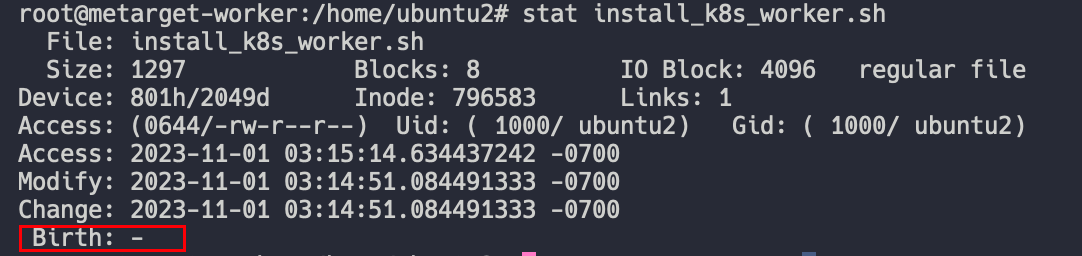 root@metarget-worker:/home/ubuntu2# stat install_k8s_worker.sh
  File: install_k8s_worker.sh
  Size: 1297            Blocks: 8          IO Block: 4096   regular file
Device: 801h/2049d      Inode: 796583      Links: 1
Access: (0644/-rw-r--r--)  Uid: ( 1000/ ubuntu2)   Gid: ( 1000/ ubuntu2)
Access: 2023-11-01 03:15:14.634437242 -0700
Modify: 2023-11-01 03:14:51.084491333 -0700
Change: 2023-11-01 03:14:51.084491333 -0700
 Birth: -